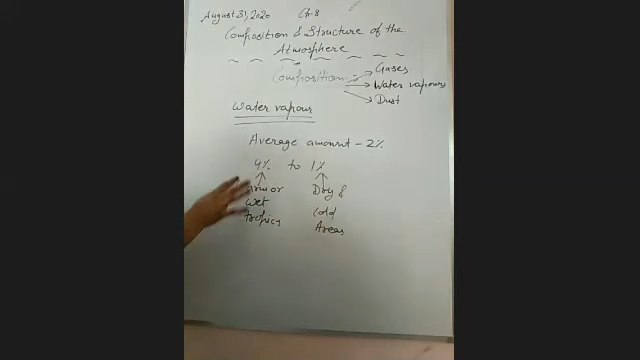 August 31, 2020 Ch-8
Composition & Structure of the
Atmosphere
Composition
Gases
Water vapours
Dust
Water vapour
Average amount - 2%
4% to 1%
or Dry &
wet cold
tropics Areas